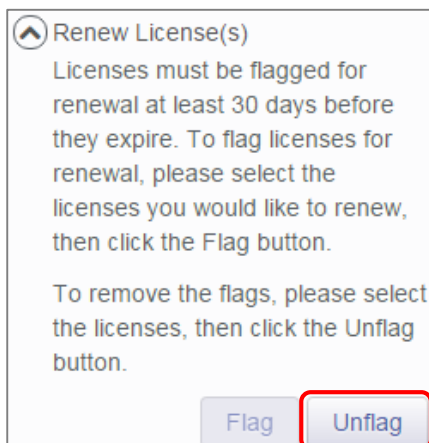 Renew License(s)
Licenses must be flagged for
renewal at least 30 days before
they expire. To flag licenses for
renewal, please select the
licenses you would like to renew,
then click the Flag button.
To remove the flags, please select
the licenses, then click the Unflag
button.
Flag Unflag